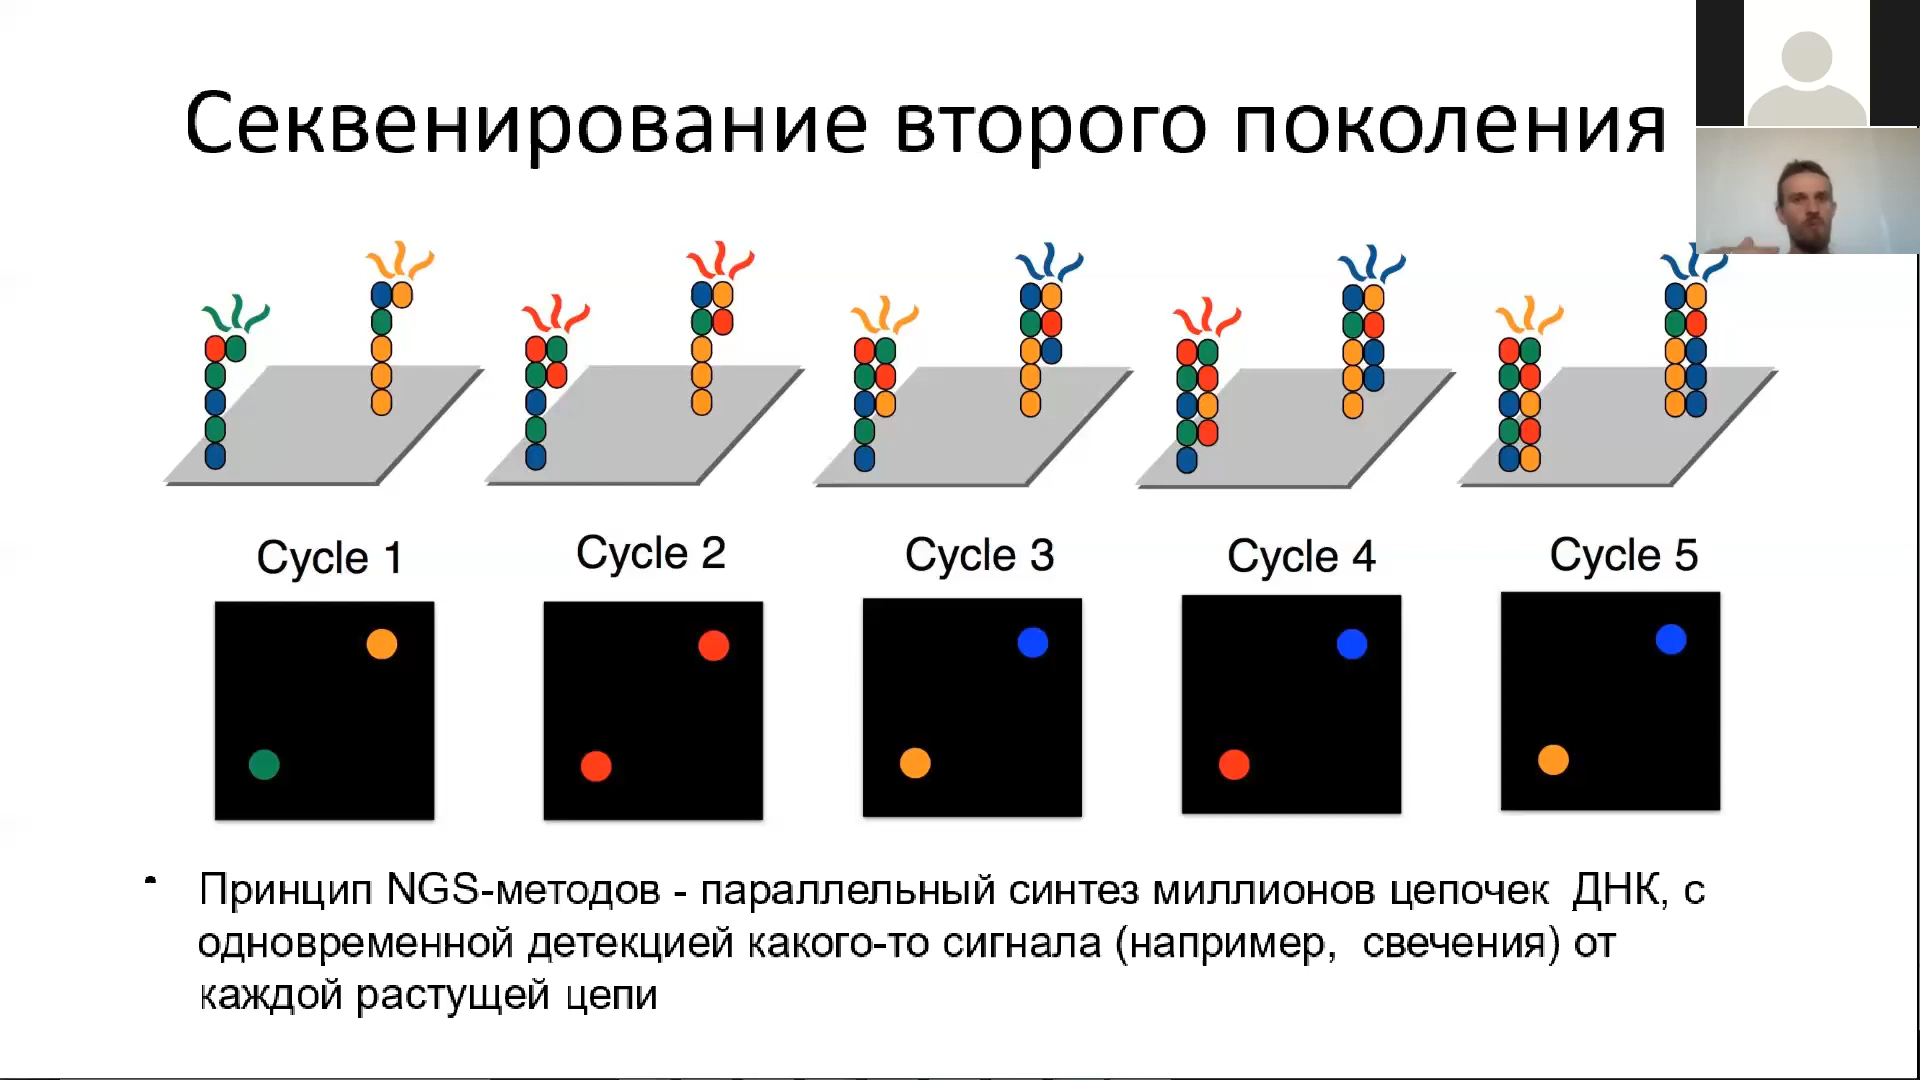 Секвенирование второго поколения
Cycle 1
Cycle 2
Cycle 3
Cycle 4
Cycle 5
• Принцип NGS-методов - параллельный синтез миллионов цепочек ДНК, с
одновременной детекцией какого-то сигнала (например, свечения) от
каждой растущей цепи